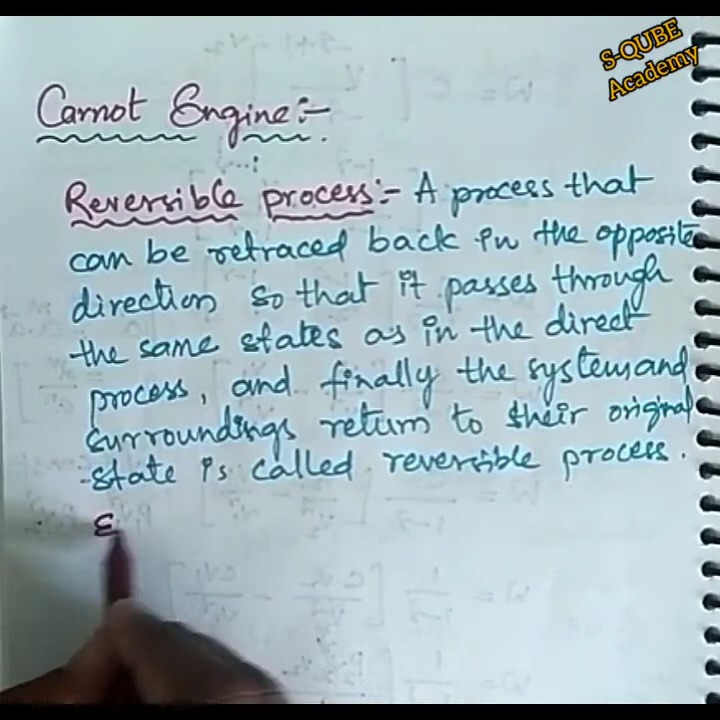 S-QUBE
Academy
Carnot Engine:-
Reversible process:- A process that
can be retraced back in the opposite
direction so that it passes through
the same states as in the direct
process, and finally the system and
surroundings return to their original
state is called reversible process.
E